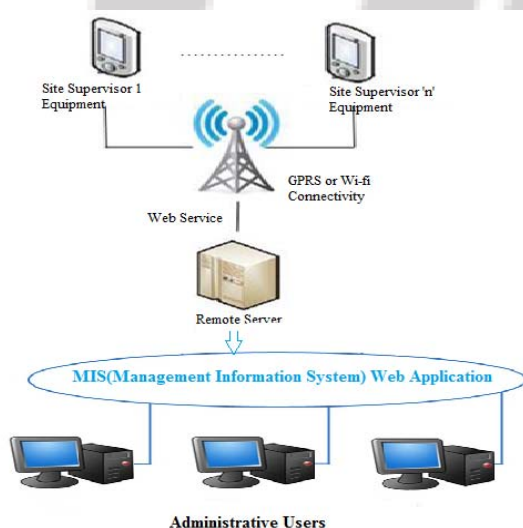 Site Supervisor 1
Equipment
Site Supervisor 'n'
Equipment
GPRS or Wi-fi
Connectivity
Web Service
Remote Server
MIS(Management Information System) Web Application
Administrative Users